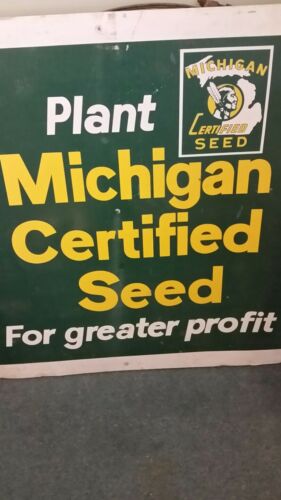 MICHIGAN
CERTIFIED
SEED
Plant
Michigan
Certified
Seed
For greater profit